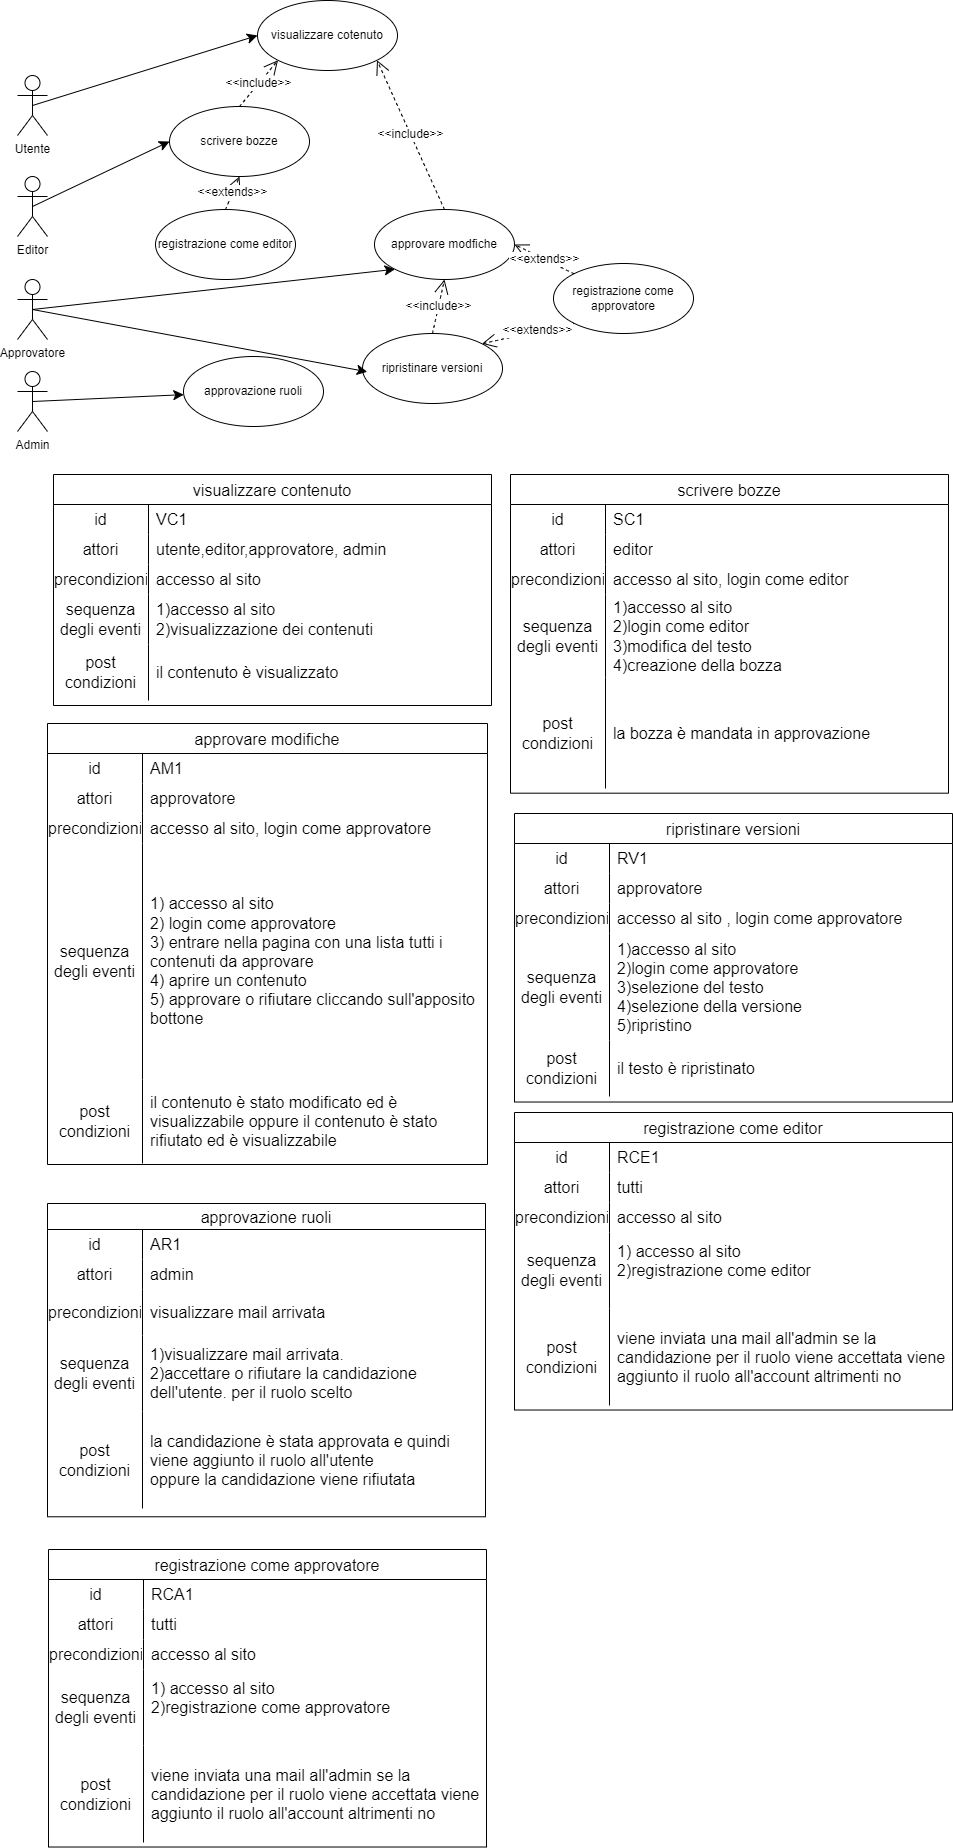 visualizzare cotenuto
<<include>>
Utente
scrivere bozze
<<include>>
<<extends>>
Editor
registrazione come editor
approvare modfiche
<<extends>>
registrazione come
approvatore
<<include>>
<<extends>>
Approvatore
ripristinare versioni
approvazione ruoli
Admin
visualizzare contenuto
id
VC1
attori
utente,editor,approvatore, admin
precondizioni
accesso al sito
sequenza
degli eventi
1)accesso al sito
2)visualizzazione dei contenuti
post
condizioni
il contenuto è visualizzato
scrivere bozze
id
SC1
attori
editor
precondizioni
accesso al sito, login come editor
sequenza
degli eventi
1)accesso al sito
2)login come editor
3)modifica del testo
4)creazione della bozza
post
condizioni
la bozza è mandata in approvazione
approvare modifiche
id
AM1
attori
approvatore
precondizioni
accesso al sito, login come approvatore
sequenza
degli eventi
1) accesso al sito
2) login come approvatore
3) entrare nella pagina con una lista tutti i
contenuti da approvare
4) aprire un contenuto
5) approvare o rifiutare cliccando sull'apposito
bottone
post
condizioni
il contenuto è stato modificato ed è
visualizzabile oppure il contenuto è stato
rifiutato ed è visualizzabile
ripristinare versioni
id
RV1
attori
approvatore
precondizioni
accesso al sito , login come approvatore
sequenza
degli eventi
1)accesso al sito
2)login come approvatore
3)selezione del testo
4)selezione della versione
5)ripristino
post
condizioni
il testo è ripristinato
registrazione come editor
id
RCE1
attori
tutti
precondizioni
accesso al sito
sequenza
degli eventi
1) accesso al sito
2)registrazione come editor
post
condizioni
viene inviata una mail all'admin se la
candidazione per il ruolo viene accettata viene
aggiunto il ruolo all'account altrimenti no
approvazione ruoli
id
AR1
attori
admin
precondizioni
visualizzare mail arrivata
sequenza
degli eventi
1)visualizzare mail arrivata.
2)accettare o rifiutare la candidazione
dell'utente. per il ruolo scelto
post
condizioni
la candidazione è stata approvata e quindi
viene aggiunto il ruolo all'utente
oppure la candidazione viene rifiutata
registrazione come approvatore
id
RCA1
attori
tutti
precondizioni
accesso al sito
sequenza
degli eventi
1) accesso al sito
2)registrazione come approvatore
post
condizioni
viene inviata una mail all'admin se la
candidazione per il ruolo viene accettata viene
aggiunto il ruolo all'account altrimenti no